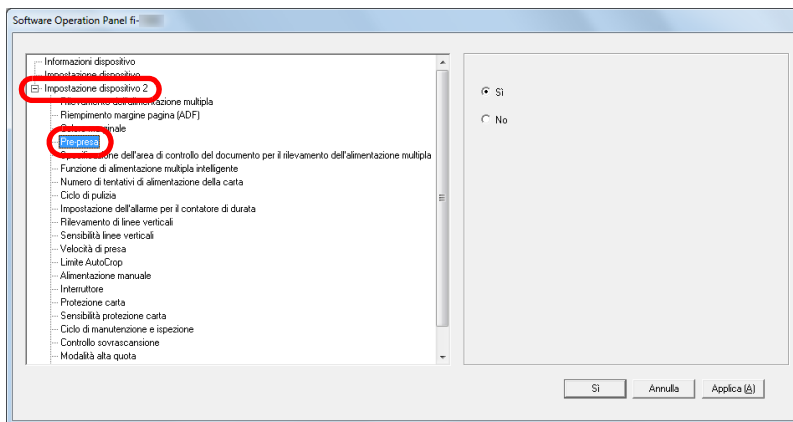 Software Operation Panel fi-
Informazioni dispositivo
Impostazione dispositivo
Impostazione dispositivo 2
Rilevamento dell'alimentazione multipla
Riempimento margine pagina (ADF)
Colore marginale
Pre-presa
Specificazione dell'area di controllo del documento per il rilevamento dell'alimentazione multipla
Funzione di alimentazione multipla intelligente
Numero di tentativi di alimentazione della carta
Ciclo di pulizia
Impostazione dell'allarme per il contatore di durata
Rilevamento di linee verticali
Sensibilità linee verticali
Velocità di presa
Limite AutoCrop
Alimentazione manuale
Interruttore
Protezione carta
Sensibilità protezione carta
Ciclo di manutenzione e ispezione
Controllo sovrascansione
Modalità alta quota
Sì
No
Sì Annulla Applica (A)